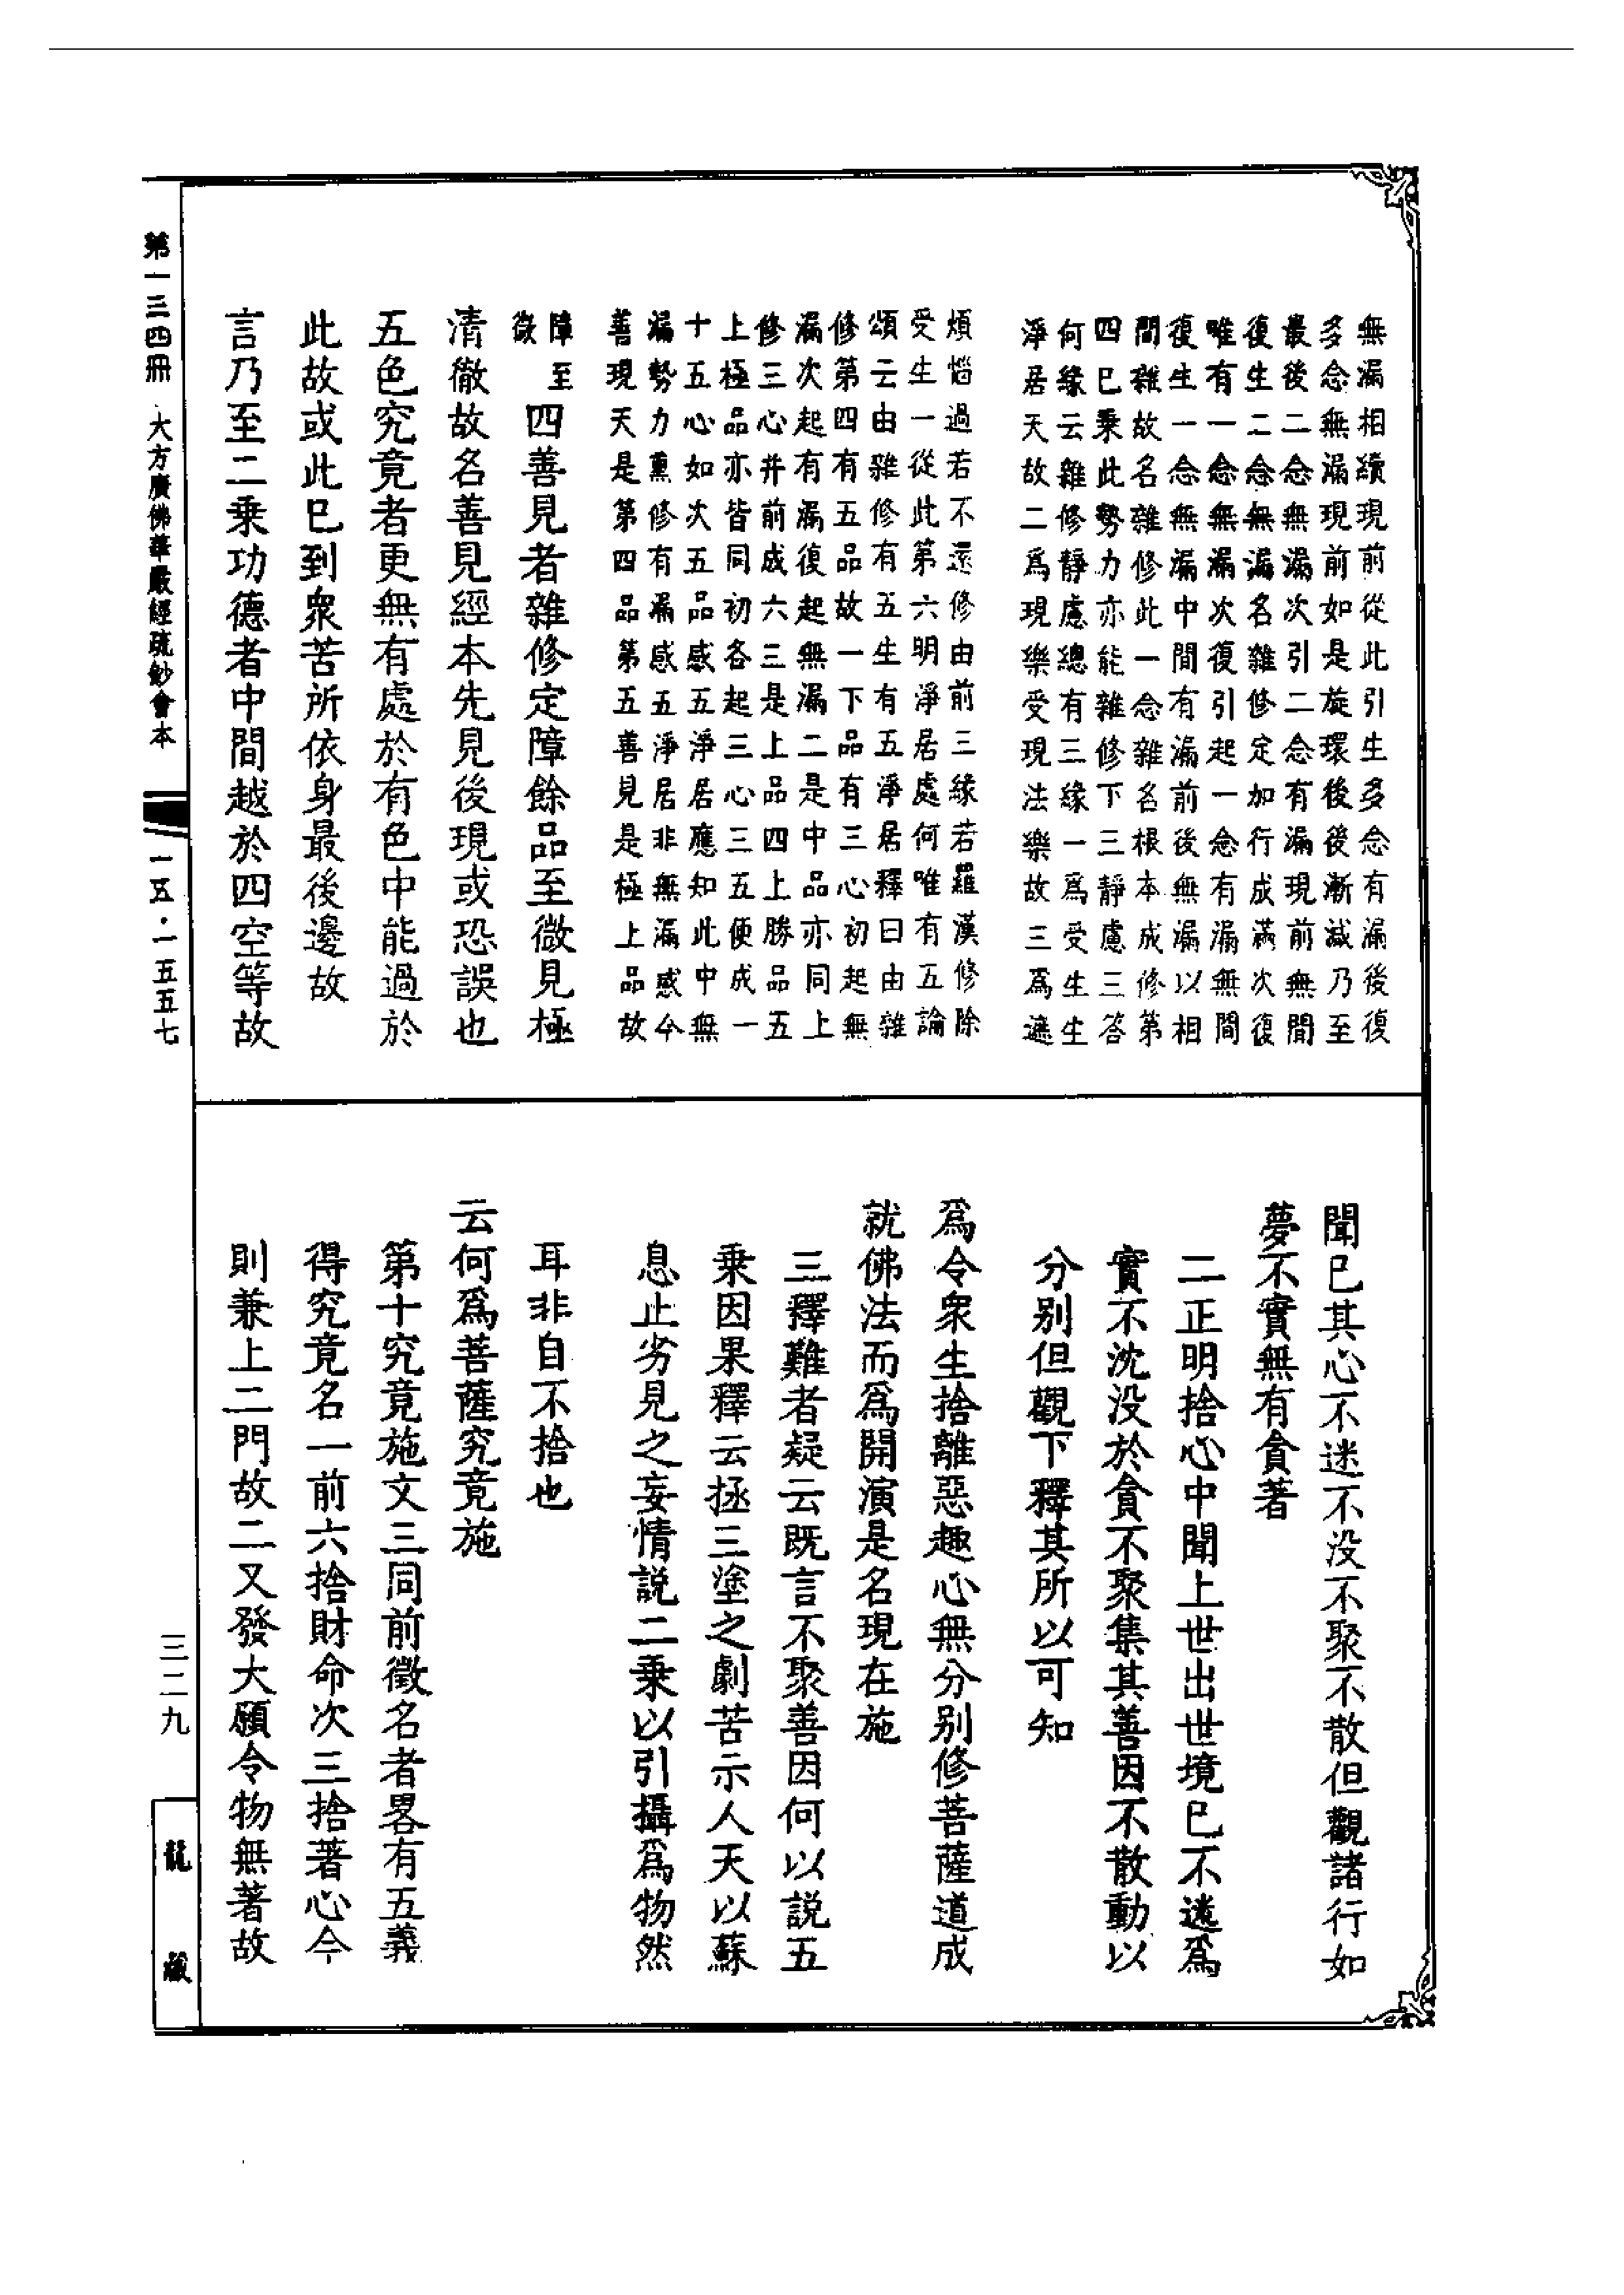 無漏相續現前從此引生多念有漏後復
多念無漏現前如是旋環後後漸減乃至
最後二念無漏次引二念有漏現前無間
復生二念無漏名雜修定加行成滿次復
唯有一念無漏次復引起一念有漏無間
復生一念無漏中間有漏前後無漏以相
間雜故名雜修此一念雜名根本成修第
四巳乘此勢力亦能雜修下三靜慮三答
何緣云雜修靜慮總有三緣一爲受生生
淨居天故二爲現樂受現法樂故三爲遮
煩惱過若不還修由前三緣若羅漢修除
受生一從此第六明淨居處何唯有五論
頌云由雜修有五生有五淨居釋曰由雜
修第四有五品故一下品有三心初起無
漏次起有漏復起無漏二是中品亦同上
修三心并前成六三是上品四上勝品五
上極品亦皆同初各起三心三五便成一
十五心如次五品感五淨居應知此中無
漏勢力熏修有漏感五淨居非無漏感今
善現天是第四品第五善見是極上品故
障至
微
四善見者雜修定障餘品至微見極
清徹故名善見經本先見後現或恐誤也
五色究竟者更無有處於有色中能過於
此故或此巳到衆苦所依身最後邊故
言乃至二乘功德者中間越於四空等故
聞巳其心不迷不没不聚不散但觀諸行如
夢不實無有貪著
二正明捨心中聞上世出世境巳不迷爲
實不沈没於貪不聚集其善因不散動以
分别但觀下釋其所以可知
爲令衆生捨離惡趣心無分别修菩薩道成
就佛法而爲開演是名現在施
三釋難者疑云既言不聚善因何以説五
乘因果釋云拯三塗之劇苦示人天以蘇
息止劣見之妄情説二乘以引攝爲物然
耳非自不捨也
云何爲菩薩究竟施
第十究竟施文三同前徵名者畧有五義
得究竟名一前六捨財命次三捨著心今
則兼上二門故二又發大願令物無著故
第一三四冊 大方廣佛華嚴經疏鈔會本
一五·一五五七
三二九
龍藏